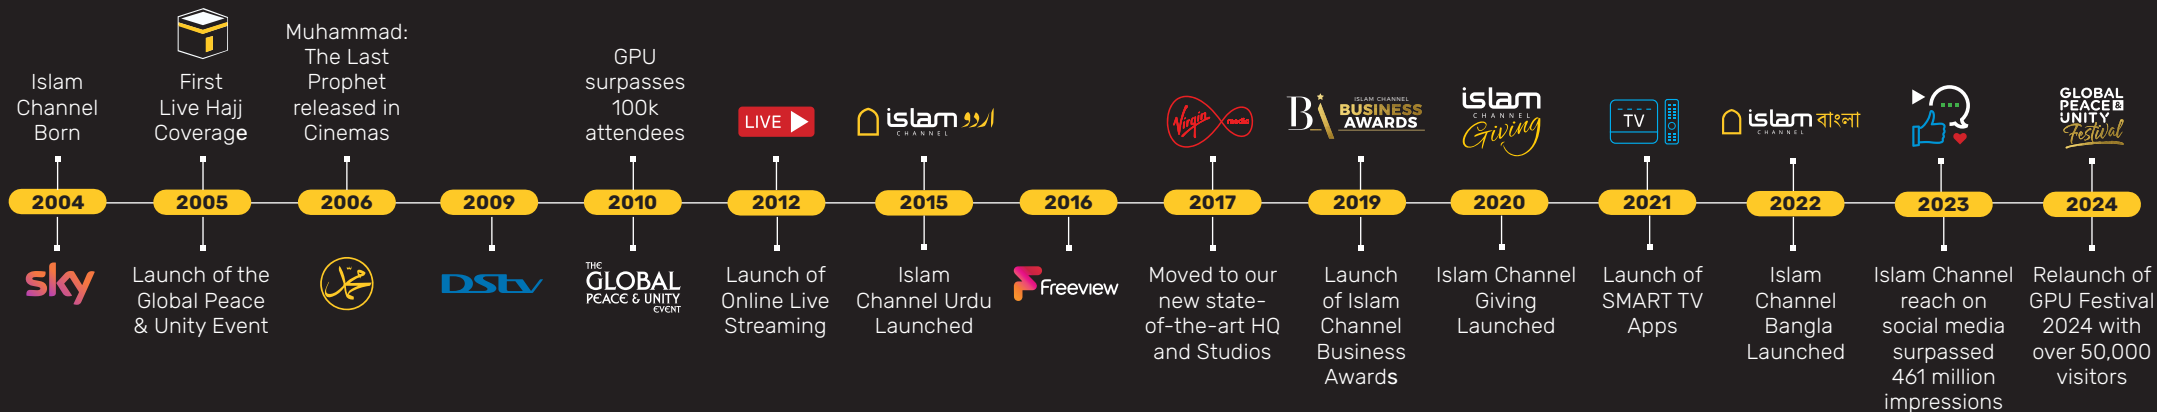 Islam
Channel
Born
2004
sky
First
Live Hajj
Coverage
2005
Launch of the
Global Peace
& Unity Event
Muhammad:
The Last
Prophet
released in
Cinemas
2006
محمد
2009
DStv
GPU
surpasses
100k
attendees
2010
THE
GLOBAL
PEACE & UNITY
EVENT
LIVE
2012
Launch of
Online Live
Streaming
islam اردو
CHANNEL
2015
Islam
Channel Urdu
Launched
2016
Freeview
Virgin media
2017
Moved to our
new state-
of-the-art HQ
and Studios
ISLAM CHANNEL
BUSINESS
AWARDS
2019
Launch
of Islam
Channel
Business
Awards
islam
CHANNEL
Giving
2020
Islam Channel
Giving
Launched
TV
2021
Launch of
SMART TV
Apps
islam বাংলা
CHANNEL
2022
Islam
Channel
Bangla
Launched
2023
Islam Channel
reach on
social media
surpassed
461 million
impressions
GLOBAL
PEACE &
UNITY
Festival
2024
Relaunch of
GPU Festival
2024 with
over 50,000
visitors